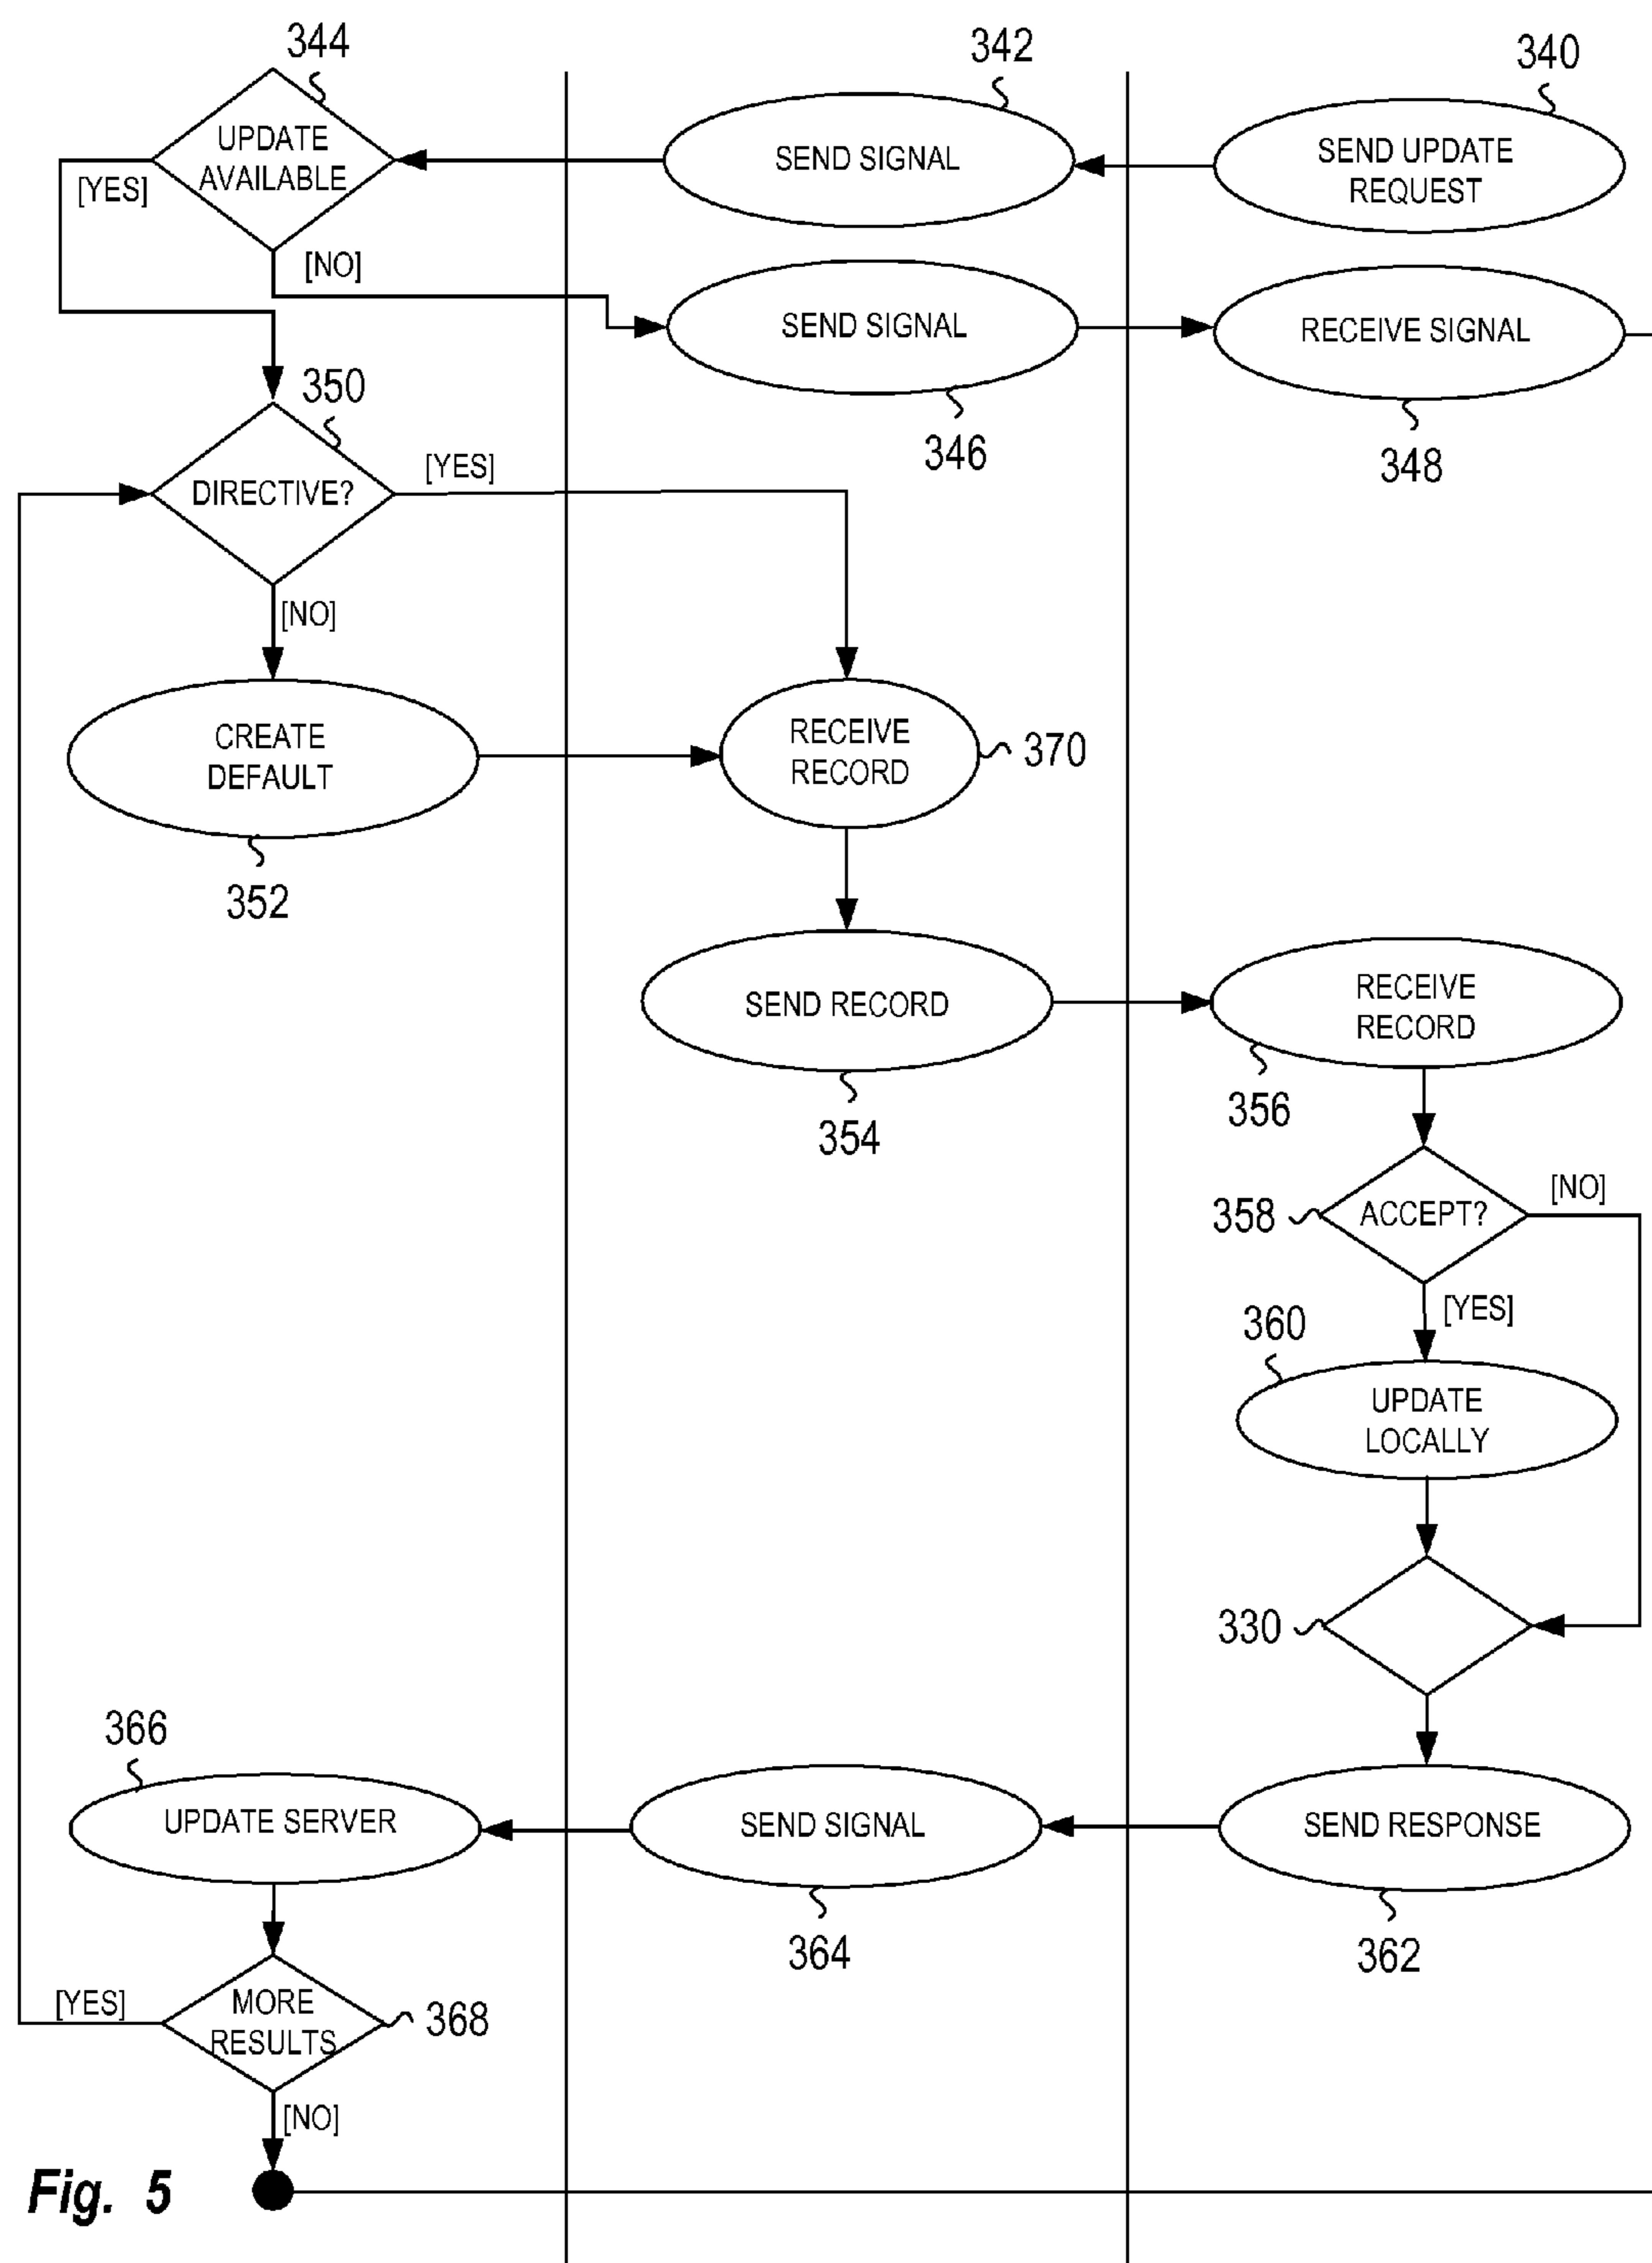 344
342
340
UPDATE
AVAILABLE
SEND SIGNAL
SEND UPDATE
REQUEST
[YES]
[NO]
SEND SIGNAL
RECEIVE SIGNAL
346
348
350
DIRECTIVE?
[YES]
[NO]
CREATE
DEFAULT
352
RECEIVE
RECORD
370
SEND RECORD
354
RECEIVE
RECORD
356
358
ACCEPT?
[NO]
[YES]
360
UPDATE
LOCALLY
330
366
UPDATE SERVER
SEND SIGNAL
SEND RESPONSE
364
362
[YES]
MORE
RESULTS
368
[NO]
Fig. 5